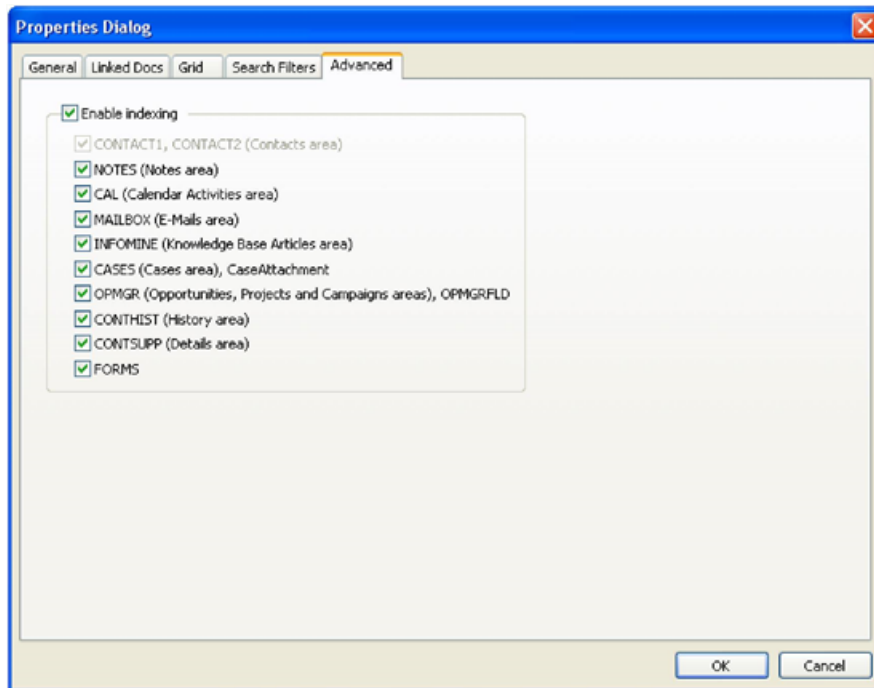 Properties Dialog
General Linked Docs Grid Search Filters Advanced
Enable indexing
CONTACT1, CONTACT2 (Contacts area)
NOTES (Notes area)
CAL (Calendar Activities area)
MAILBOX (E-Mails area)
INFOMINE (Knowledge Base Articles area)
CASES (Cases area), CaseAttachment
OPMGR (Opportunities, Projects and Campaigns areas), OPMGRFLD
CONTHIST (History area)
CONTSUPP (Details area)
FORMS
OK Cancel